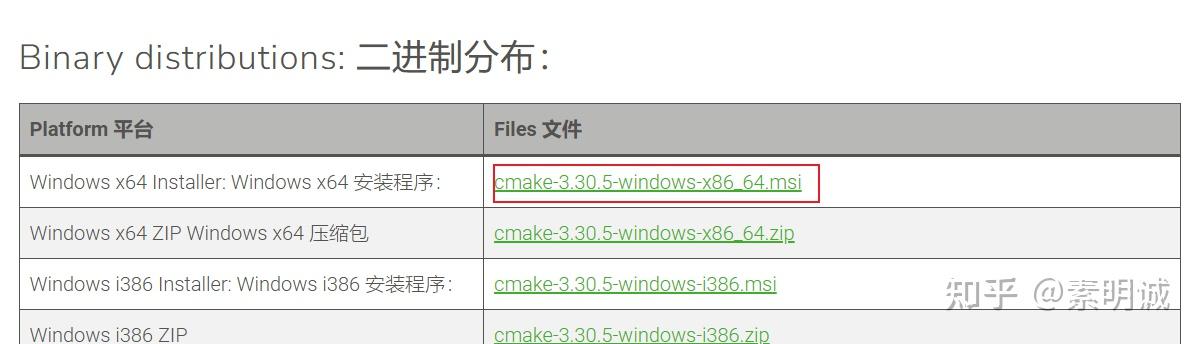 Binary distributions: 二进制分布：
Platform 平台 Files 文件
Windows x64 Installer: Windows x64 安装程序： cmake-3.30.5-windows-x86_64.msi
Windows x64 ZIP Windows x64 压缩包 cmake-3.30.5-windows-x86_64.zip
Windows i386 Installer: Windows i386 安装程序： cmake-3.30.5-windows-i386.msi
Windows i386 ZIP cmake-3.30.5-windows-i386.zip
知乎 @素明诚